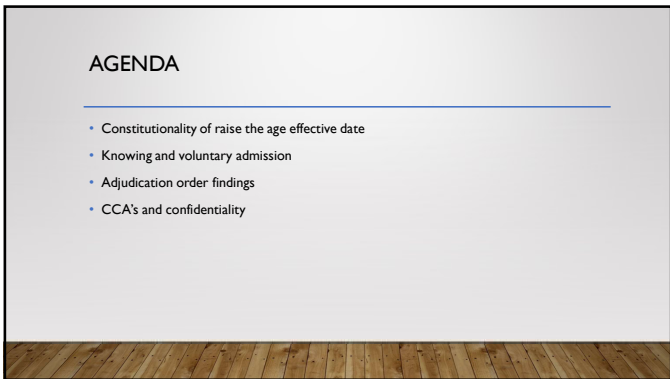 AGENDA
• Constitutionality of raise the age effective date
• Knowing and voluntary admission
• Adjudication order findings
• CCA's and confidentiality